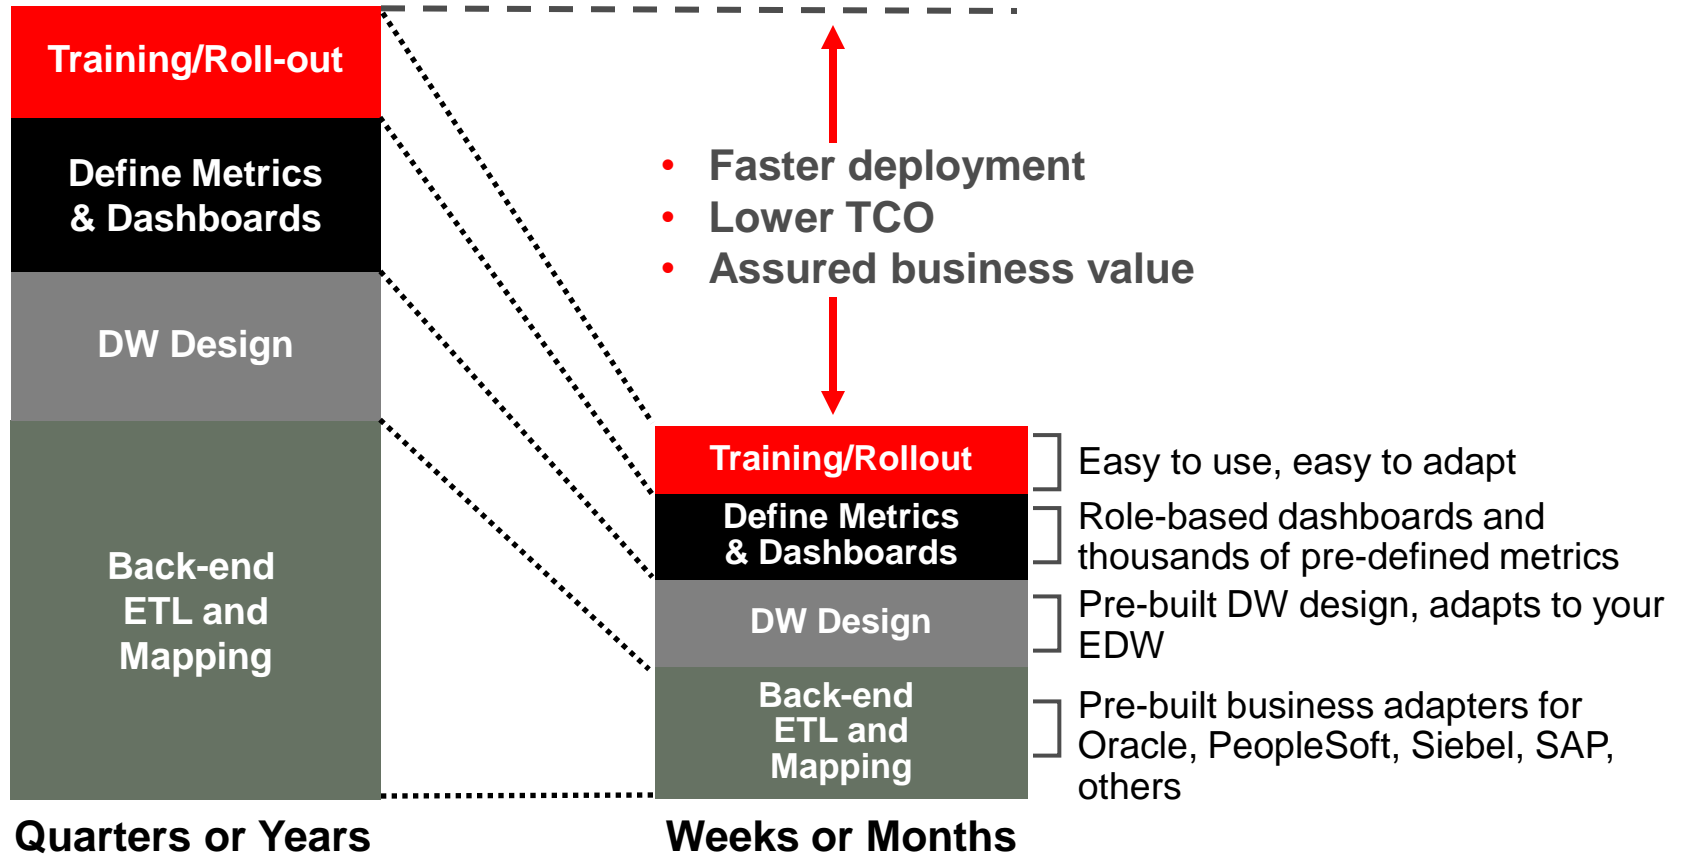 Training/Roll-out
Define Metrics
& Dashboards
DW Design
Back-end
ETL and
Mapping
Quarters or Years
• Faster deployment
• Lower TCO
• Assured business value
Training/Rollout
Define Metrics
& Dashboards
DW Design
Back-end
ETL and
Mapping
Weeks or Months
Easy to use, easy to adapt
Role-based dashboards and
thousands of pre-defined metrics
Pre-built DW design, adapts to your
EDW
Pre-built business adapters for
Oracle, PeopleSoft, Siebel, SAP,
others